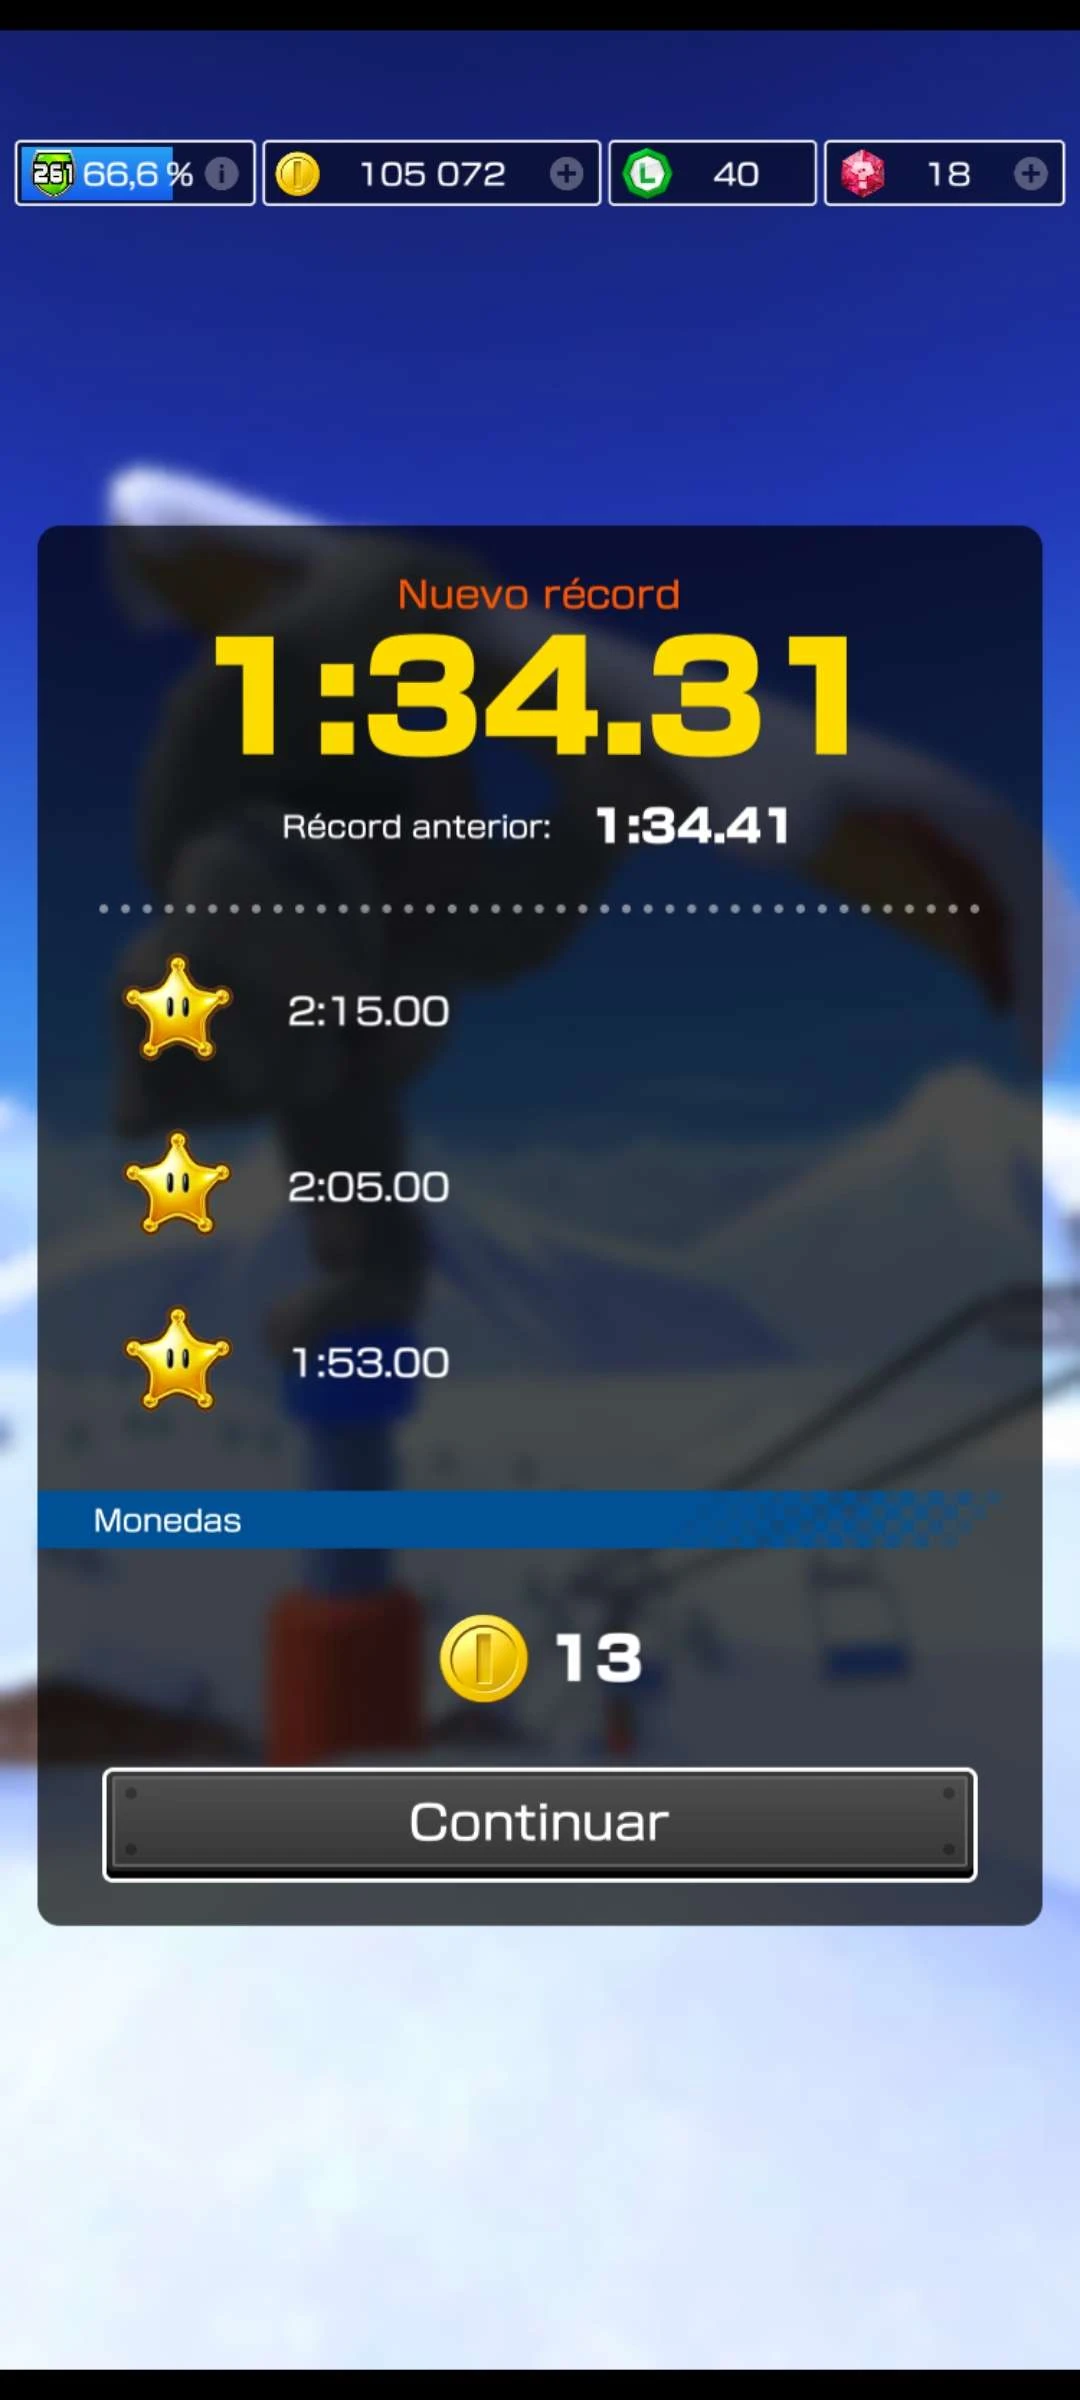 261 66,6 % i 105 072 + L 40 ? 18 +
Nuevo récord
1:34.31
Récord anterior: 1:34.41
2:15.00
2:05.00
1:53.00
Monedas
13
Continuar